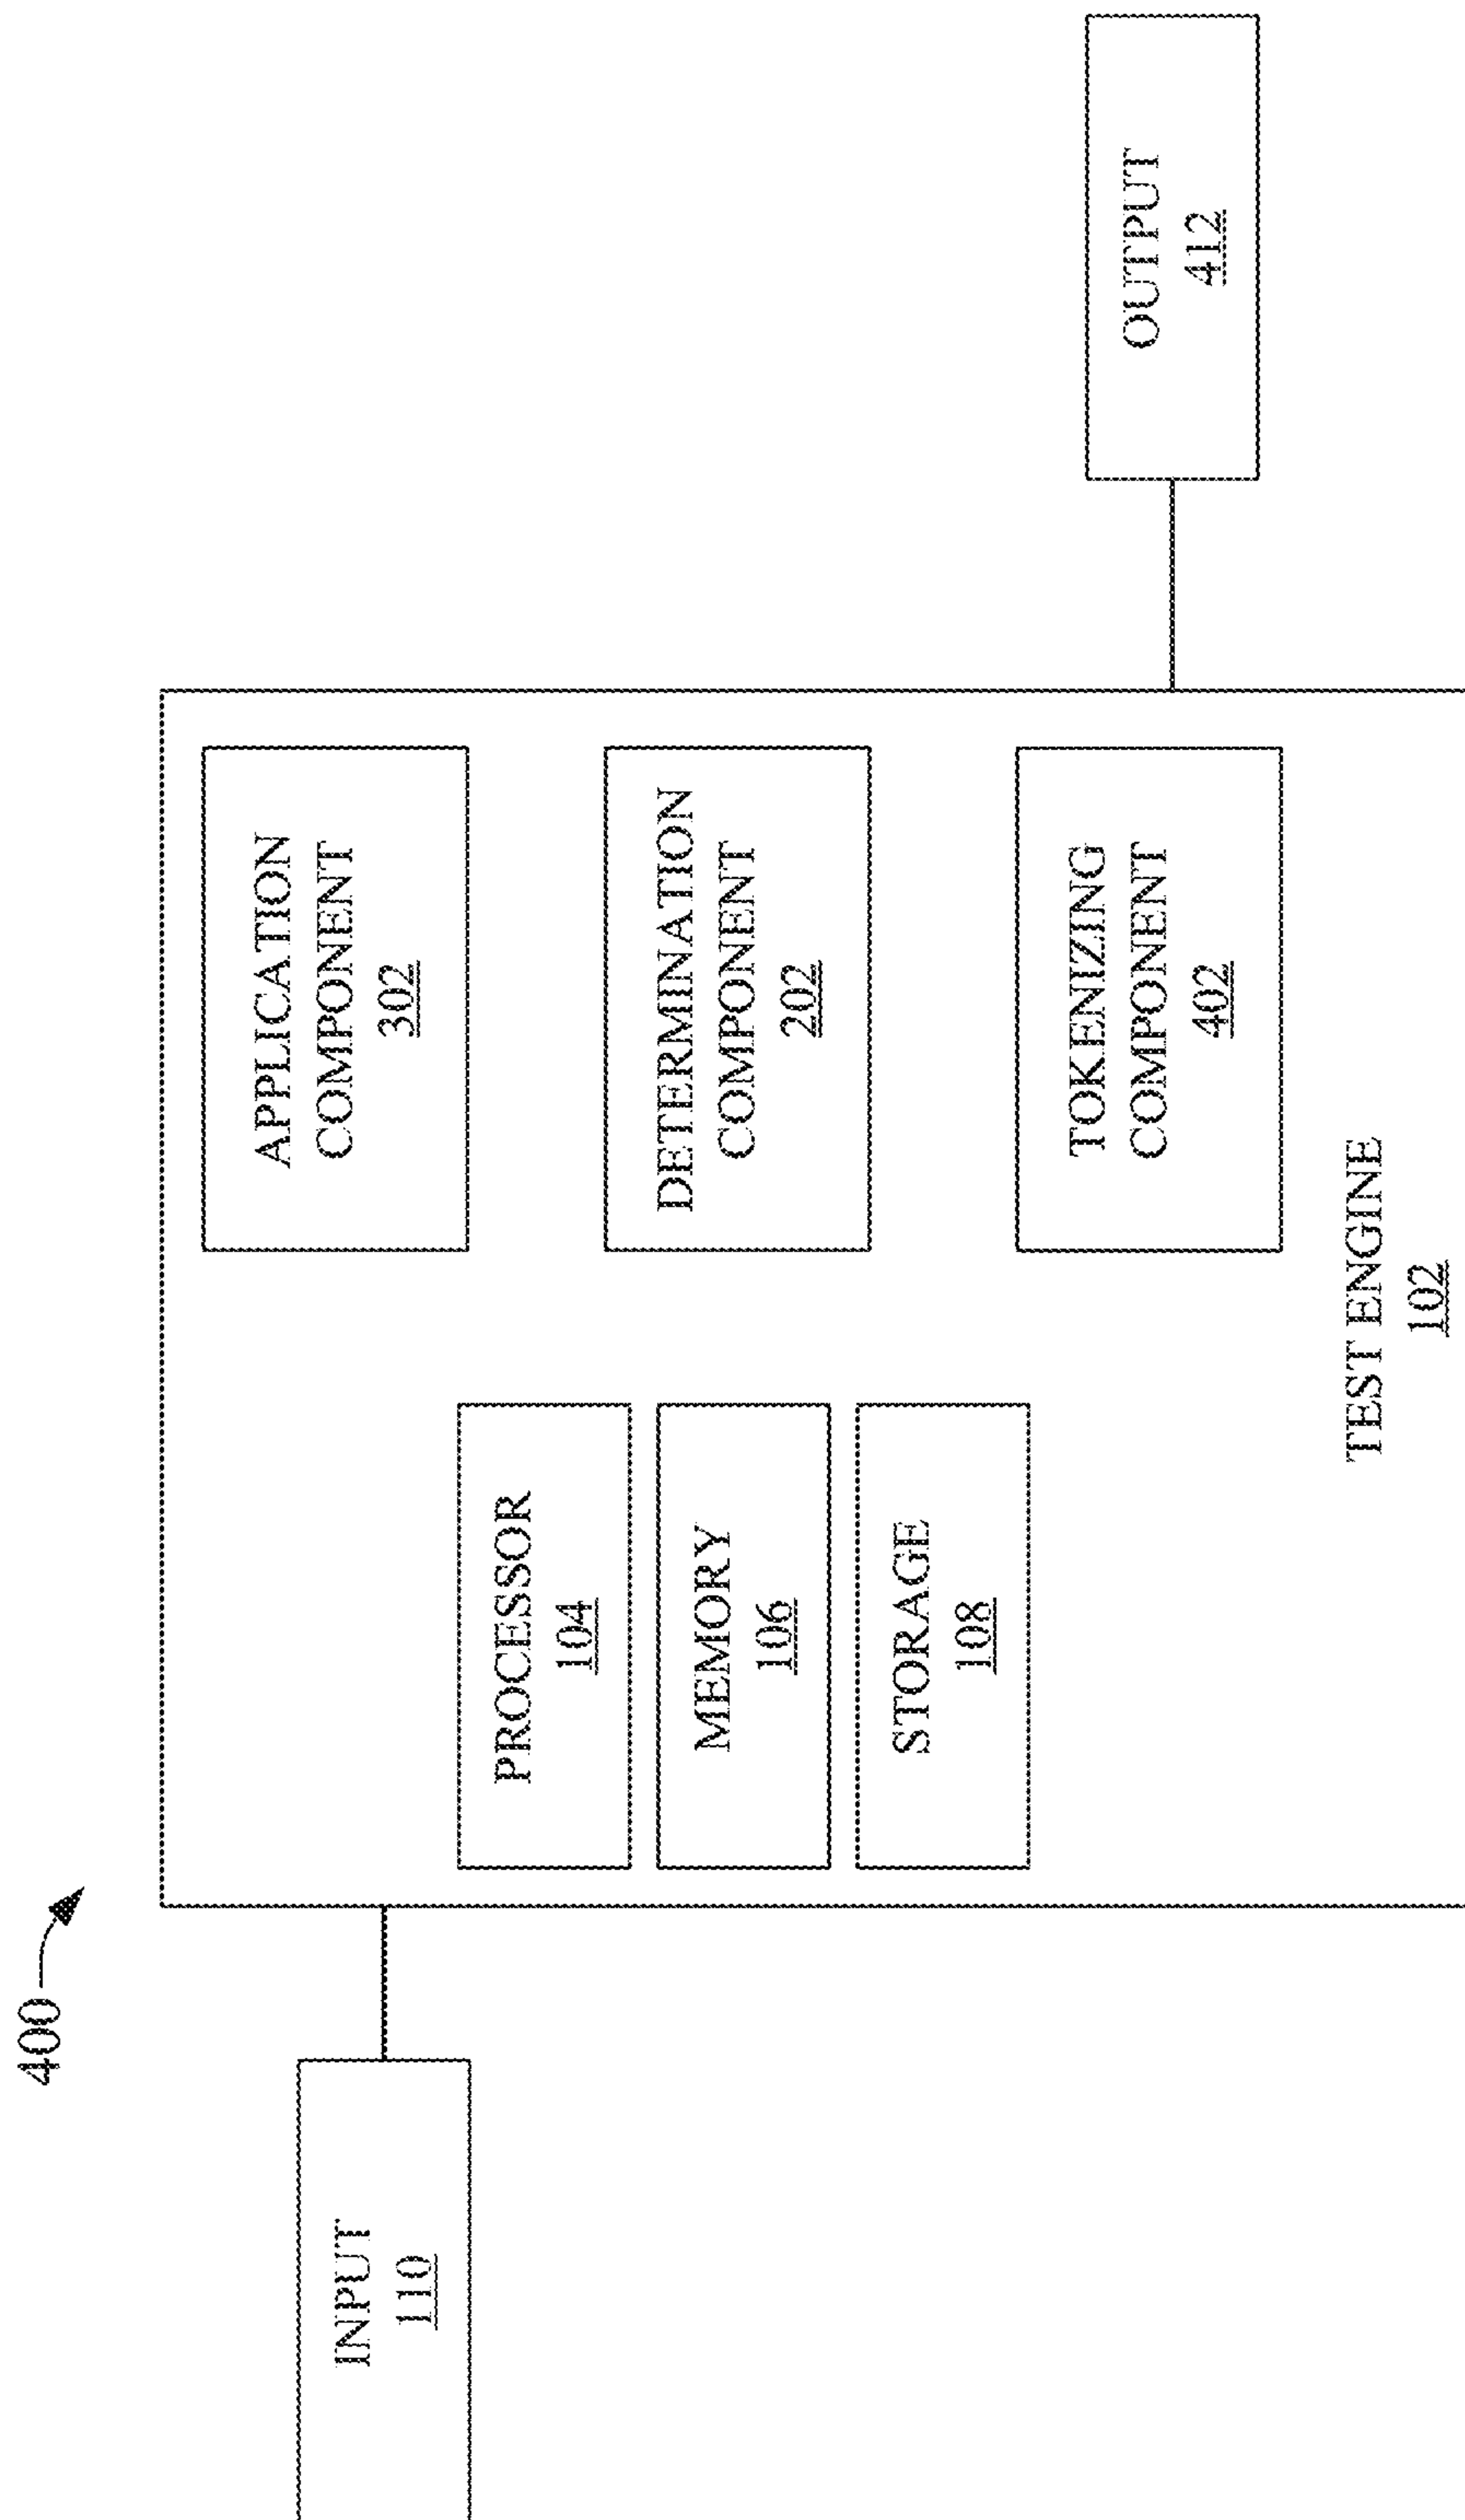 400
INPUT
110
PROCESSOR
104
MEMORY
106
STORAGE
108
APPLICATION
COMPONENT
302
DETERMINATION
COMPONENT
202
TOKENIZING
COMPONENT
402
TEST ENGINE
102
OUTPUT
412